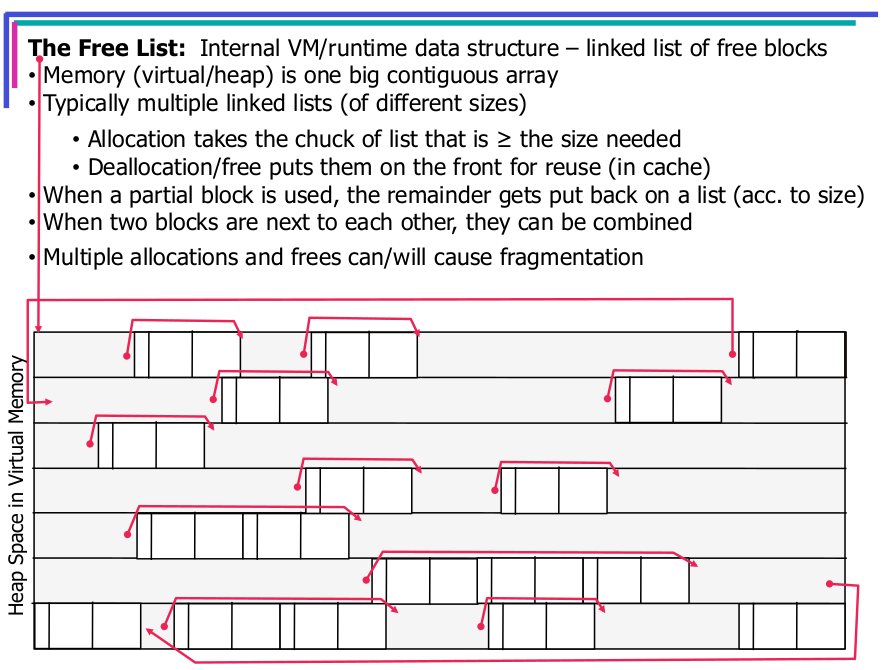 The Free List: Internal VM/runtime data structure – linked list of free blocks
• Memory (virtual/heap) is one big contiguous array
• Typically multiple linked lists (of different sizes)
• Allocation takes the chuck of list that is ≥ the size needed
• Deallocation/free puts them on the front for reuse (in cache)
• When a partial block is used, the remainder gets put back on a list (acc. to size)
• When two blocks are next to each other, they can be combined
• Multiple allocations and frees can/will cause fragmentation
Heap Space in Virtual Memory